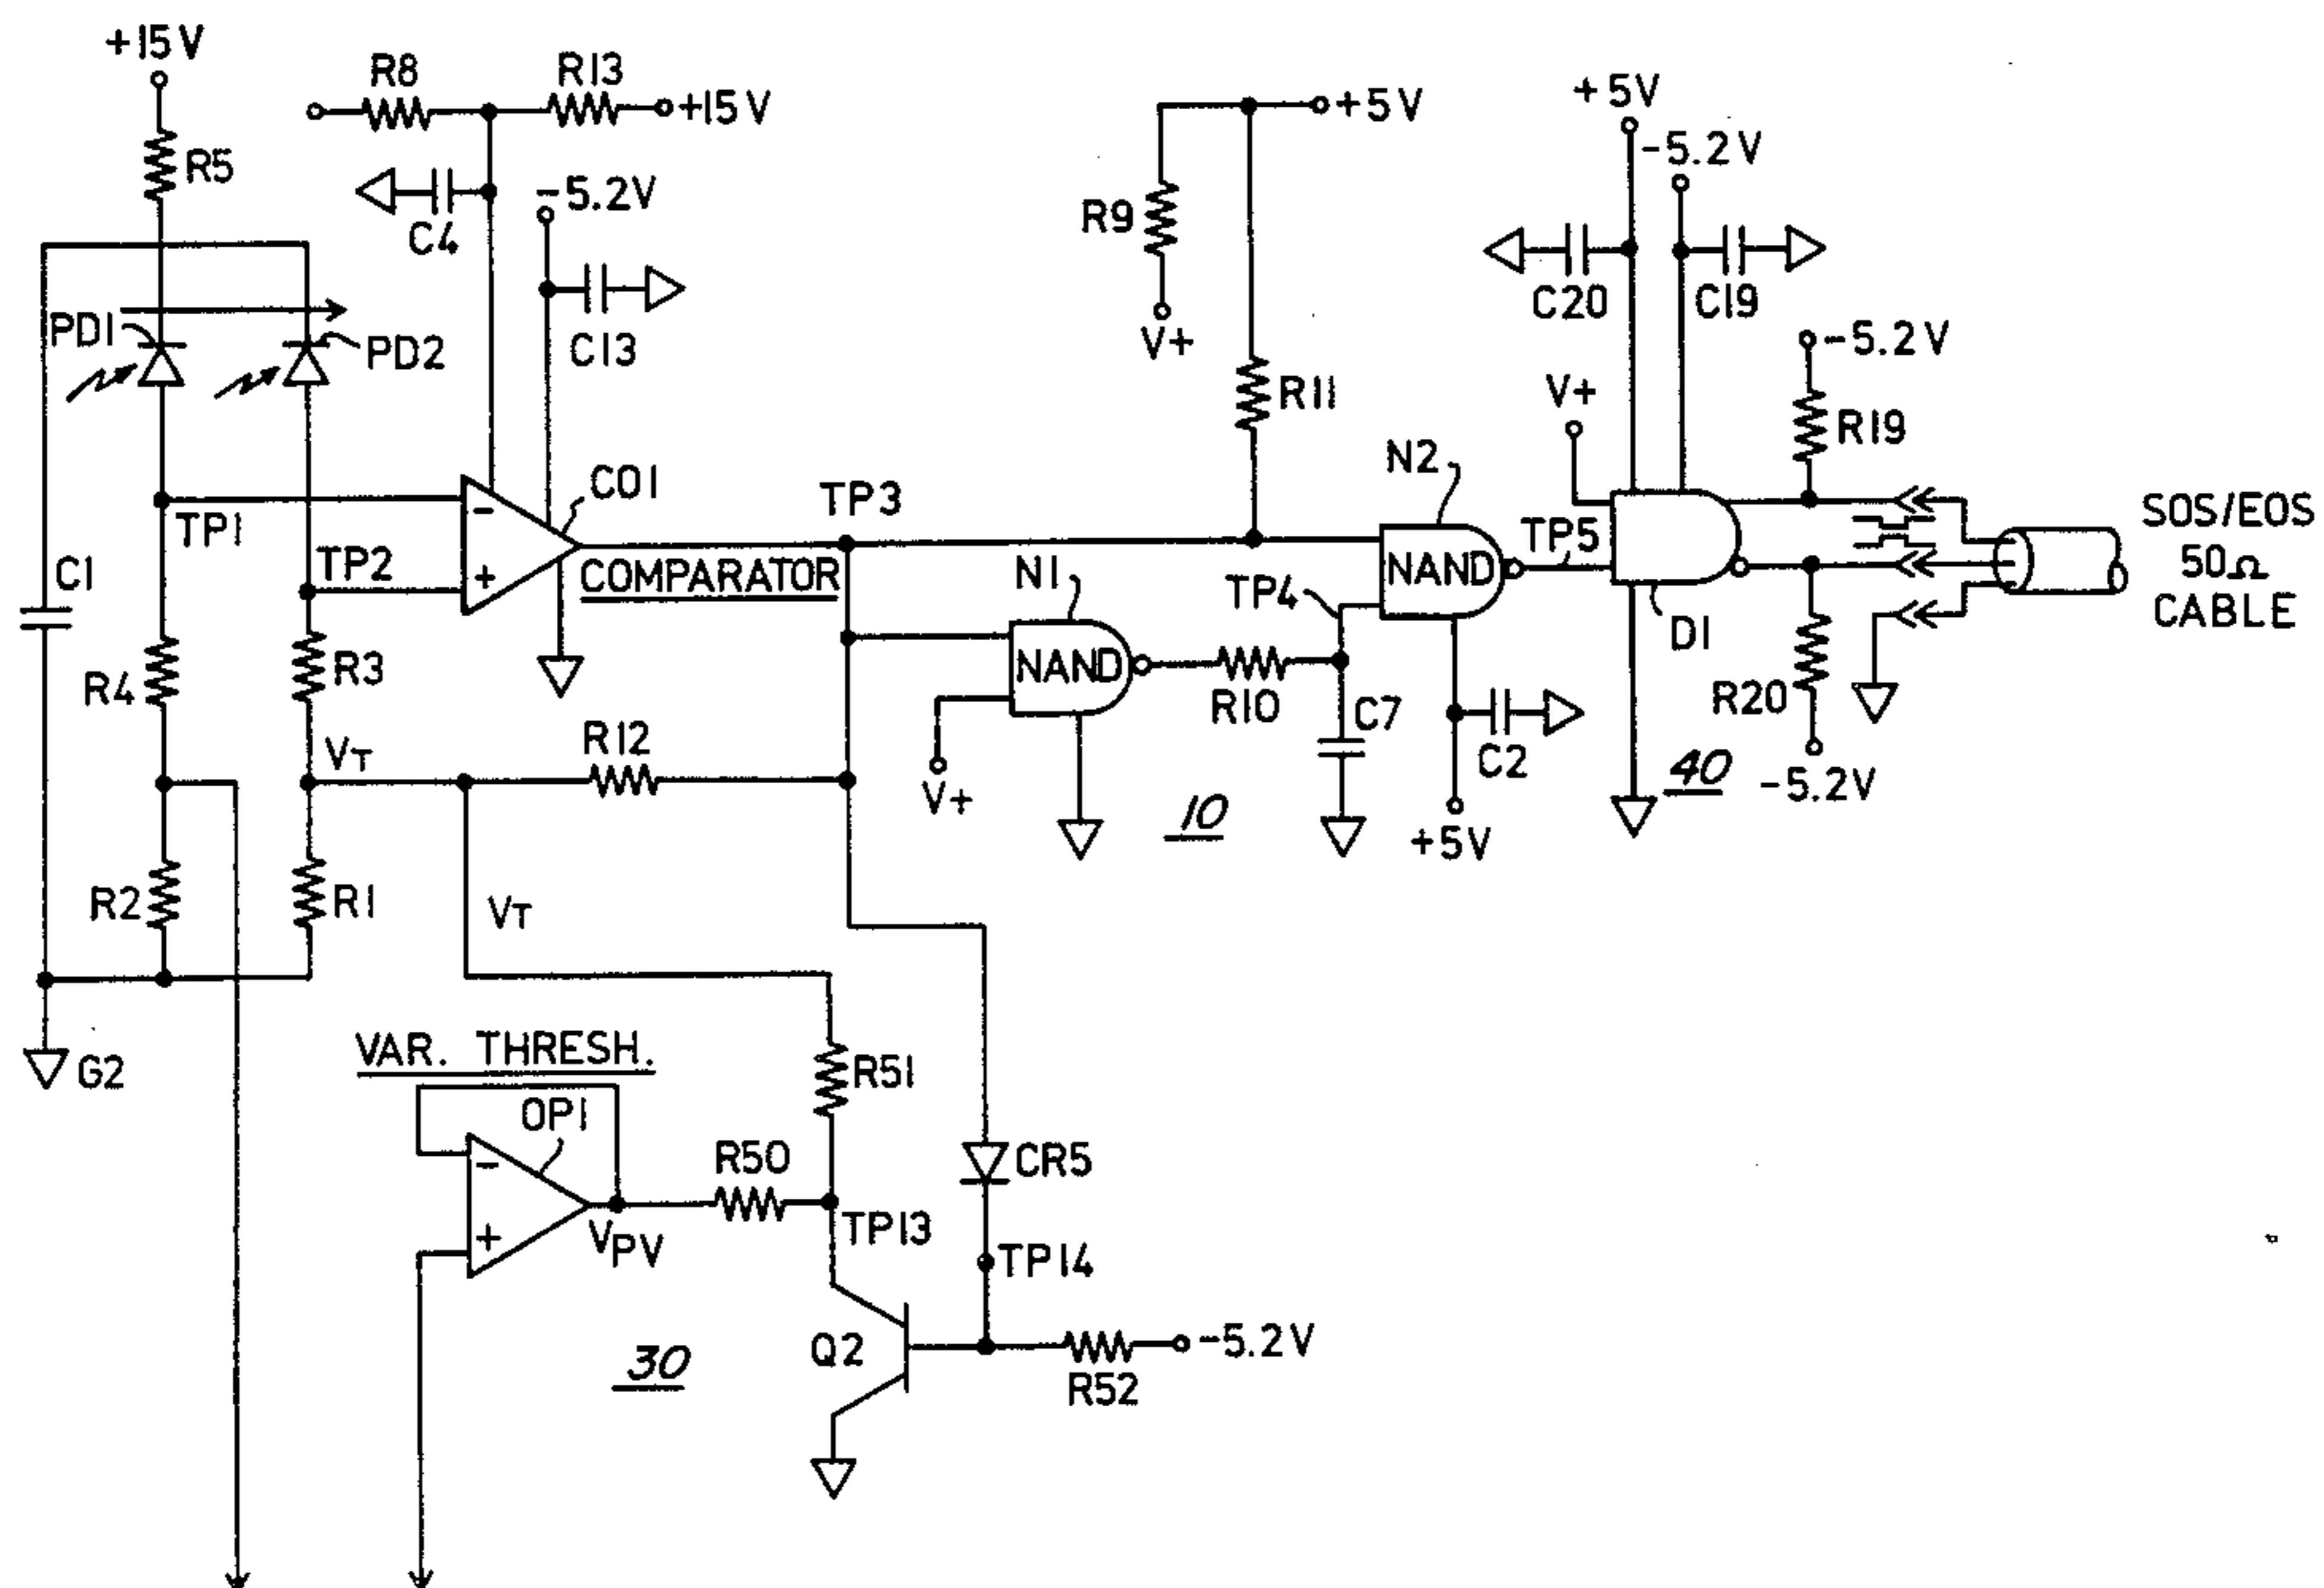 +15V
R8
R13
+15V
R5
C4
-5.2V
C13
PD1
PD2
+5V
R9
V+
R11
+5V
-5.2V
C20
C19
-5.2V
V+
R19
N2
CO1
TP1
TP2
COMPARATOR
TP3
N1
NAND
TP4
NAND
TP5
D1
SOS/EOS
50Ω
CABLE
C1
R4
R3
R10
C7
C2
R20
VT
R12
V+
10
+5V
40
-5.2V
R2
R1
VT
G2
VAR. THRESH.
OP1
R51
R50
CR5
VPV
TP13
TP14
Q2
-5.2V
R52
30
-
+
-
+